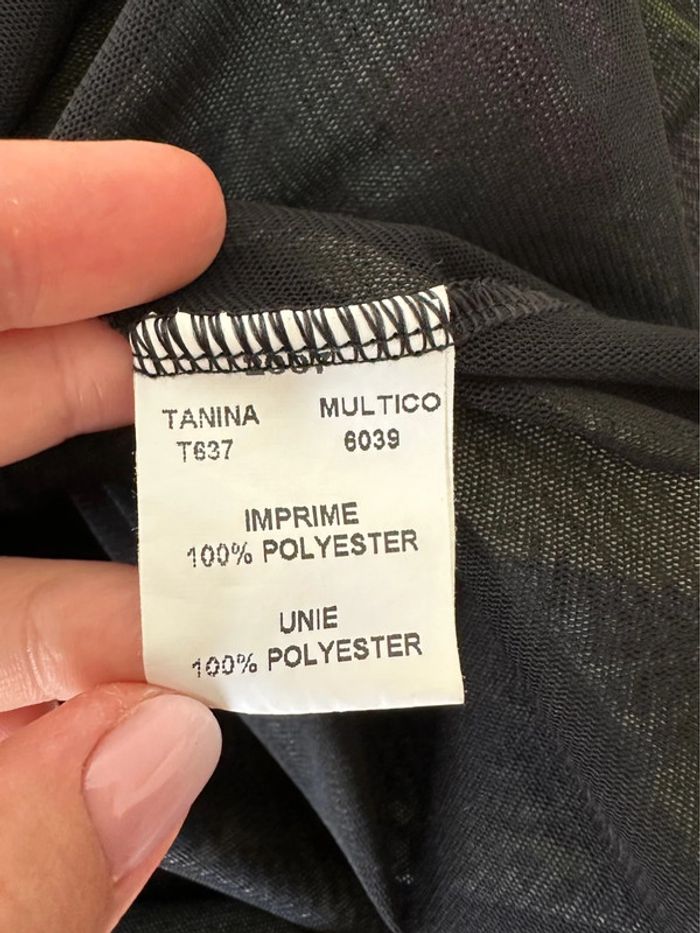 TANINA MULTICO
T637 6039
IMPRIME
100% POLYESTER
UNIE
100% POLYESTER